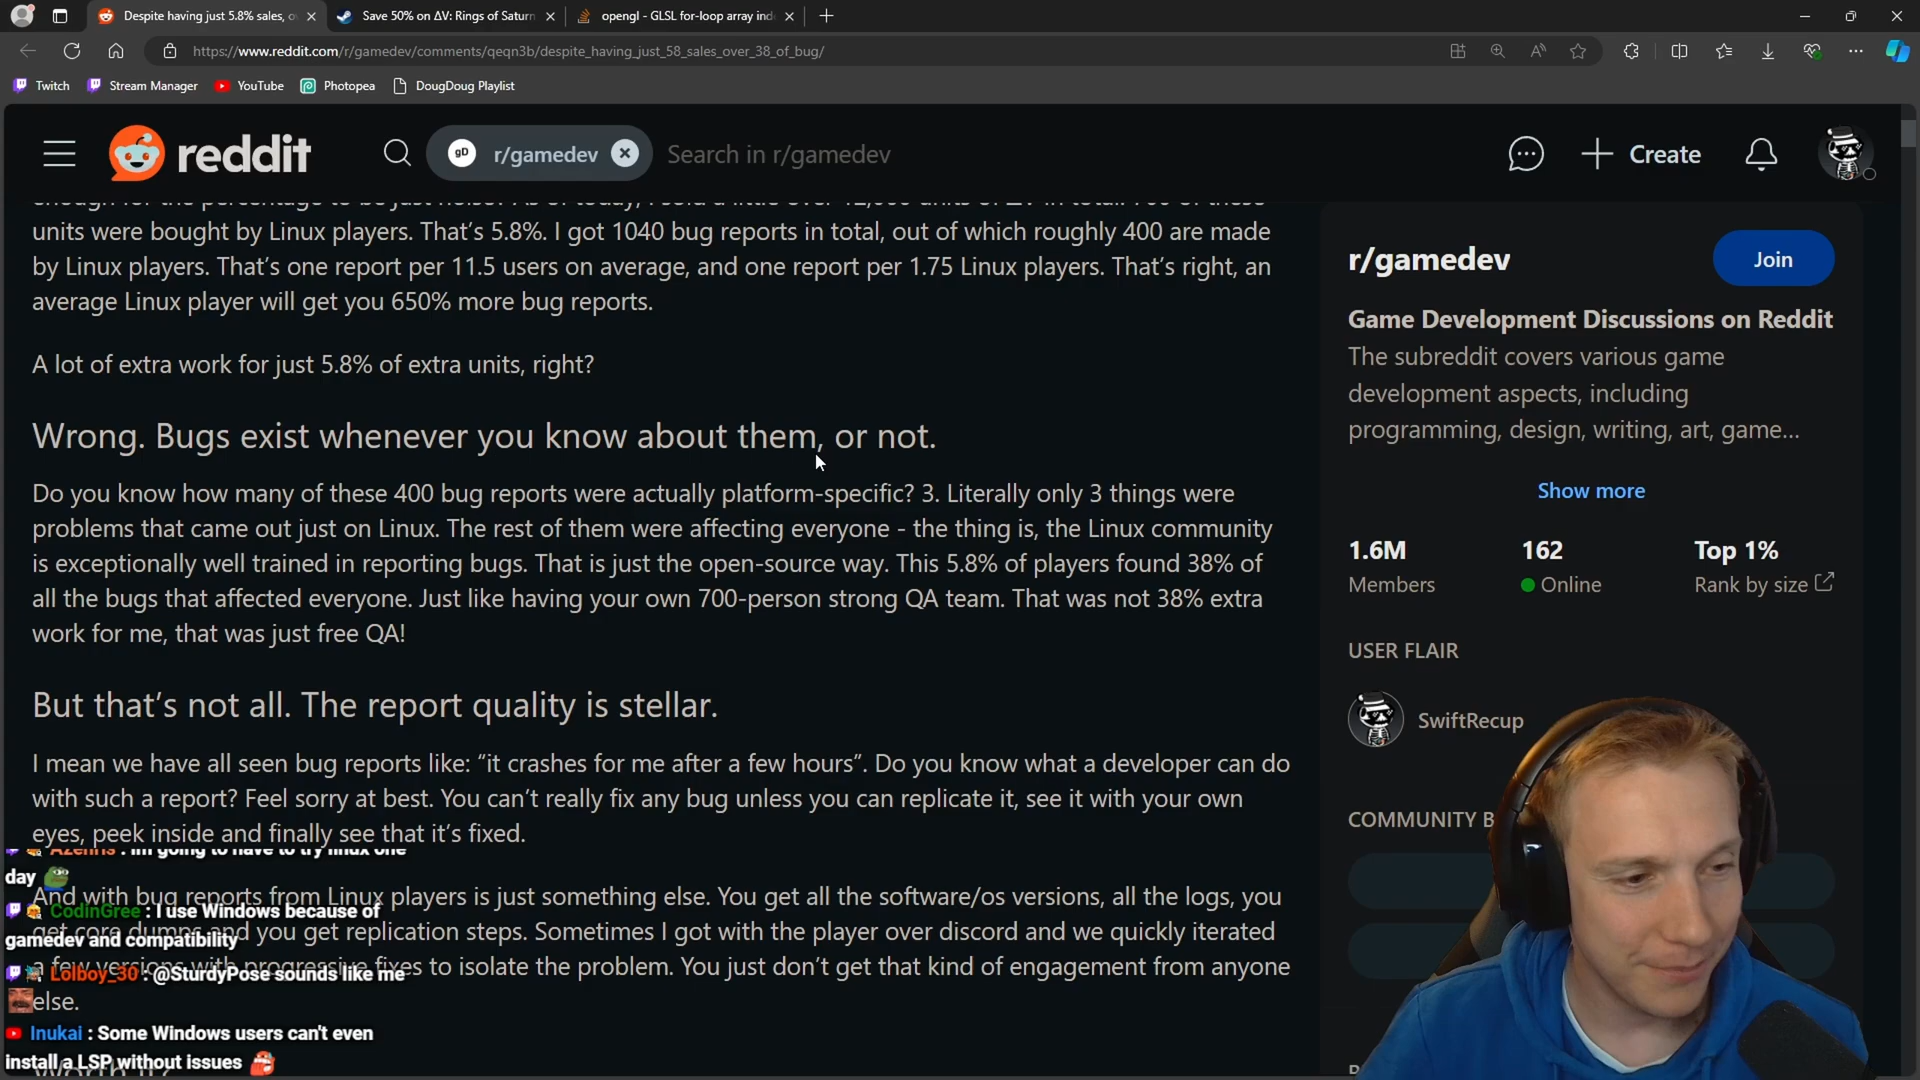 Despite having just 5.8% sales, o
Save 50% on ΔV: Rings of Saturn
opengl - GLSL for-loop array ind
https://www.reddit.com/r/gamedev/comments/qeqn3b/despite_having_just_58_sales_over_38_of_bug/
Twitch
Stream Manager
YouTube
Photopea
DougDoug Playlist
reddit
gD
r/gamedev
Search in r/gamedev
Create
units were bought by Linux players. That's 5.8%. I got 1040 bug reports in total, out of which roughly 400 are made
by Linux players. That's one report per 11.5 users on average, and one report per 1.75 Linux players. That's right, an
average Linux player will get you 650% more bug reports.
A lot of extra work for just 5.8% of extra units, right?
Wrong. Bugs exist whenever you know about them, or not.
Do you know how many of these 400 bug reports were actually platform-specific? 3. Literally only 3 things were
problems that came out just on Linux. The rest of them were affecting everyone - the thing is, the Linux community
is exceptionally well trained in reporting bugs. That is just the open-source way. This 5.8% of players found 38% of
all the bugs that affected everyone. Just like having your own 700-person strong QA team. That was not 38% extra
work for me, that was just free QA!
But that's not all. The report quality is stellar.
I mean we have all seen bug reports like: “it crashes for me after a few hours”. Do you know what a developer can do
with such a report? Feel sorry at best. You can't really fix any bug unless you can replicate it, see it with your own
eyes, peek inside and finally see that it's fixed.
And with bug reports from Linux players is just something else. You get all the software/os versions, all the logs, you
get core dumps and you get replication steps. Sometimes I got with the player over discord and we quickly iterated
a few versions with progressive fixes to isolate the problem. You just don't get that kind of engagement from anyone
else.
Worth it?
day
CodinGree : I use Windows because of
gamedev and compatibility
Lolboy_30 : @SturdyPose sounds like me
Inukai : Some Windows users can't even
install a LSP without issues
r/gamedev
Join
Game Development Discussions on Reddit
The subreddit covers various game
development aspects, including
programming, design, writing, art, game...
Show more
1.6M
162
Top 1%
Members
Online
Rank by size
USER FLAIR
SwiftRecup
COMMUNITY B